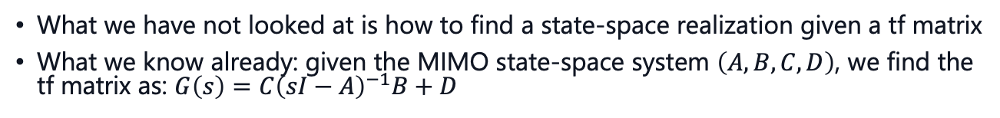 • What we have not looked at is how to find a state-space realization given a tf matrix
• What we know already: given the MIMO state-space system (A, B, C, D), we find the
tf matrix as: G(s) = C(sI − A)⁻¹B + D